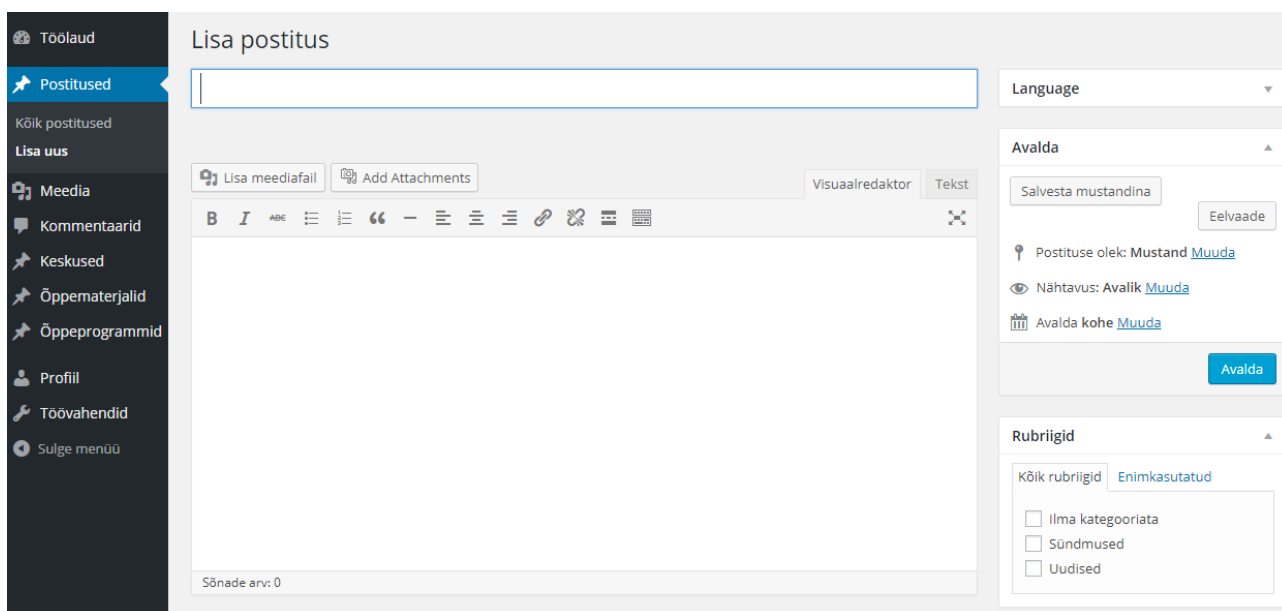 Töölaud
Postitused
Kõik postitused
Lisa uus
Meedia
Kommentaarid
Keskused
Õppematerjalid
Õppeprogrammid
Profiil
Töövahendid
Sulge menüü
Lisa postitus
Lisa meediafail
Add Attachments
Visuaalredaktor
Tekst
B I ABC
Sõnade arv: 0
Language
Avalda
Salvesta mustandina
Eelvaade
Postituse olek: Mustand Muuda
Nähtavus: Avalik Muuda
Avalda kohe Muuda
Avalda
Rubriigid
Kõik rubriigid
Enimkasutatud
Ilma kategooriata
Sündmused
Uudised